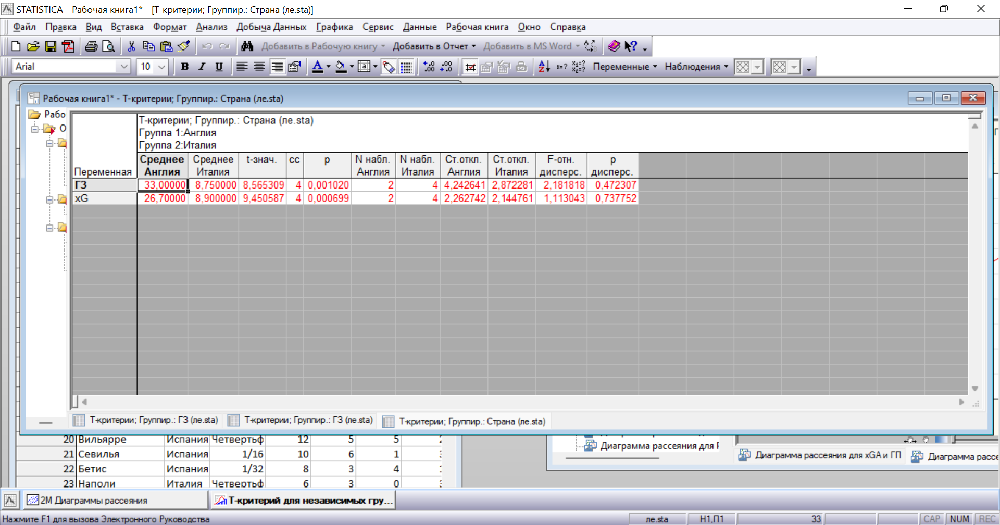 STATISTICA - Рабочая книга1* - [Т-критерии; Группир.: Страна (ле.sta)]
Файл Правка Вид Вставка Формат Анализ Добыча Данных Графика Сервис Данные Рабочая книга Окно Справка
Добавить в Рабочую книгу Добавить в Отчет Добавить в MS Word
Arial 10 B I U Переменные Наблюдения
Рабочая книга1* - Т-критерии; Группир.: Страна (ле.sta)
Рабо
О
Т-критерии; Группир.: Страна (ле.sta)
Группа 1:Англия
Группа 2:Италия
Переменная Среднее Англия Среднее Италия t-знач. сс p N набл. Англия N набл. Италия Ст.откл. Англия Ст.откл. Италия F-отн. дисперс. p дисперс.
ГЗ 33,00000 8,750000 8,565309 4 0,001020 2 4 4,242641 2,872281 2,181818 0,472307
xG 26,70000 8,900000 9,450587 4 0,000699 2 4 2,262742 2,144761 1,113043 0,737752
Т-критерии; Группир.: ГЗ (ле.sta) Т-критерии; Группир.: ГЗ (ле.sta) Т-критерии; Группир.: Страна (ле.sta)
20 Вильярре Испания Четвертьф 12 5 5
21 Севилья Испания 1/16 10 6 1
22 Бетис Испания 1/32 8 3 4
23 Наполи Италия Четвертьф 6 3 0
Диаграмма рассеяния для
Диаграмма рассеяния для xGA и ГП Диаграмма рассе
2М Диаграммы рассеяния Т-критерий для независимых гру...
Нажмите F1 для вызова Электронного Руководства ле.sta Н1,П1 33 CAP NUM REC